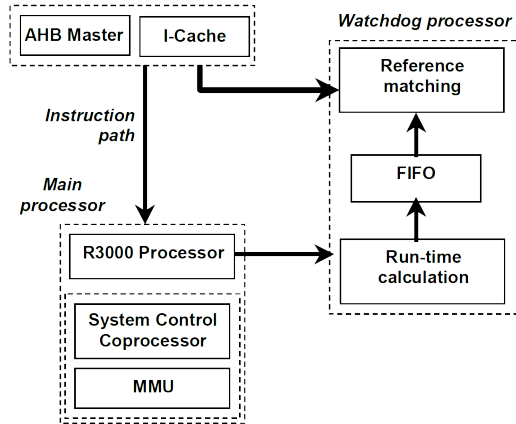 Watchdog processor
AHB Master
I-Cache
Reference
matching
Instruction
path
FIFO
Main
processor
R3000 Processor
Run-time
calculation
System Control
Coprocessor
MMU